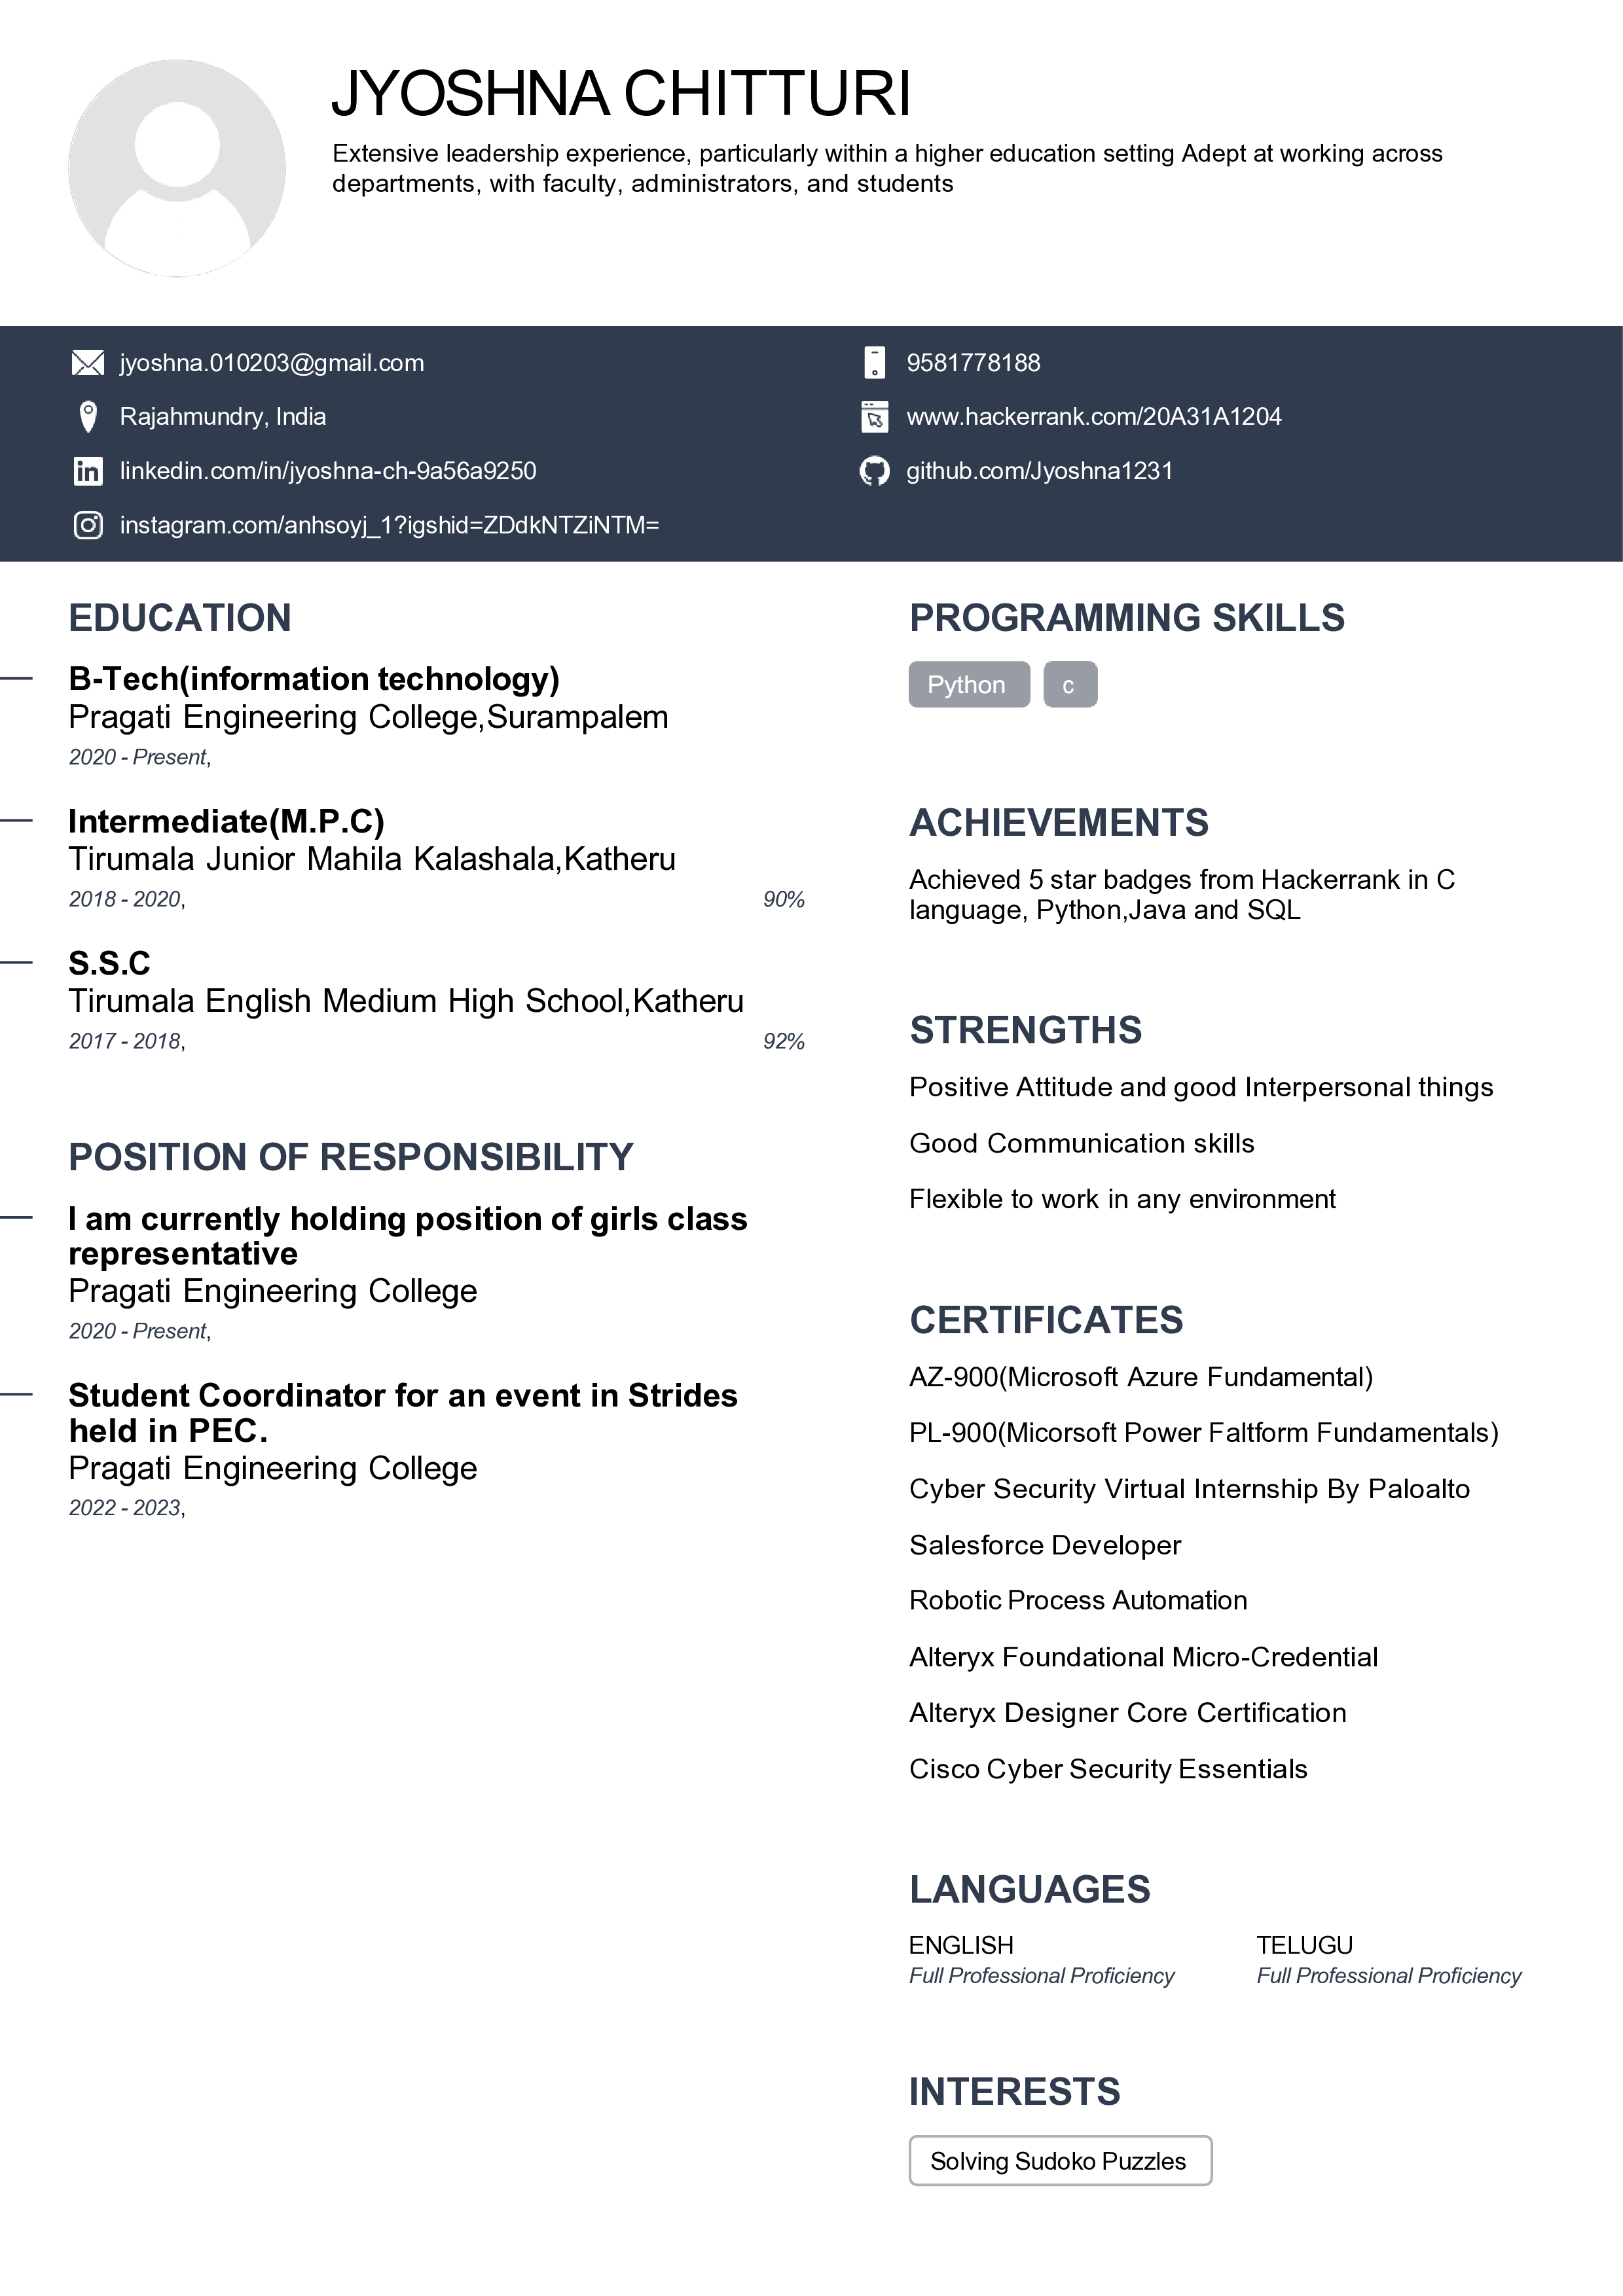 JYOSHNA CHITTURI
Extensive leadership experience, particularly within a higher education setting Adept at working across
departments, with faculty, administrators, and students
jyoshna.010203@gmail.com
9581778188
Rajahmundry, India
www.hackerrank.com/20A31A1204
linkedin.com/in/jyoshna-ch-9a56a9250
github.com/Jyoshna1231
instagram.com/anhsoyj_1?igshid=ZDdkNTZiNTM=
EDUCATION
B-Tech(information technology)
Pragati Engineering College,Surampalem
2020 - Present,
Intermediate(M.P.C)
Tirumala Junior Mahila Kalashala,Katheru
2018 - 2020, 90%
S.S.C
Tirumala English Medium High School,Katheru
2017 - 2018, 92%
POSITION OF RESPONSIBILITY
I am currently holding position of girls class
representative
Pragati Engineering College
2020 - Present,
Student Coordinator for an event in Strides
held in PEC.
Pragati Engineering College
2022 - 2023,
PROGRAMMING SKILLS
Python c
ACHIEVEMENTS
Achieved 5 star badges from Hackerrank in C
language, Python,Java and SQL
STRENGTHS
Positive Attitude and good Interpersonal things
Good Communication skills
Flexible to work in any environment
CERTIFICATES
AZ-900(Microsoft Azure Fundamental)
PL-900(Micorsoft Power Faltform Fundamentals)
Cyber Security Virtual Internship By Paloalto
Salesforce Developer
Robotic Process Automation
Alteryx Foundational Micro-Credential
Alteryx Designer Core Certification
Cisco Cyber Security Essentials
LANGUAGES
ENGLISH TELUGU
Full Professional Proficiency Full Professional Proficiency
INTERESTS
Solving Sudoko Puzzles